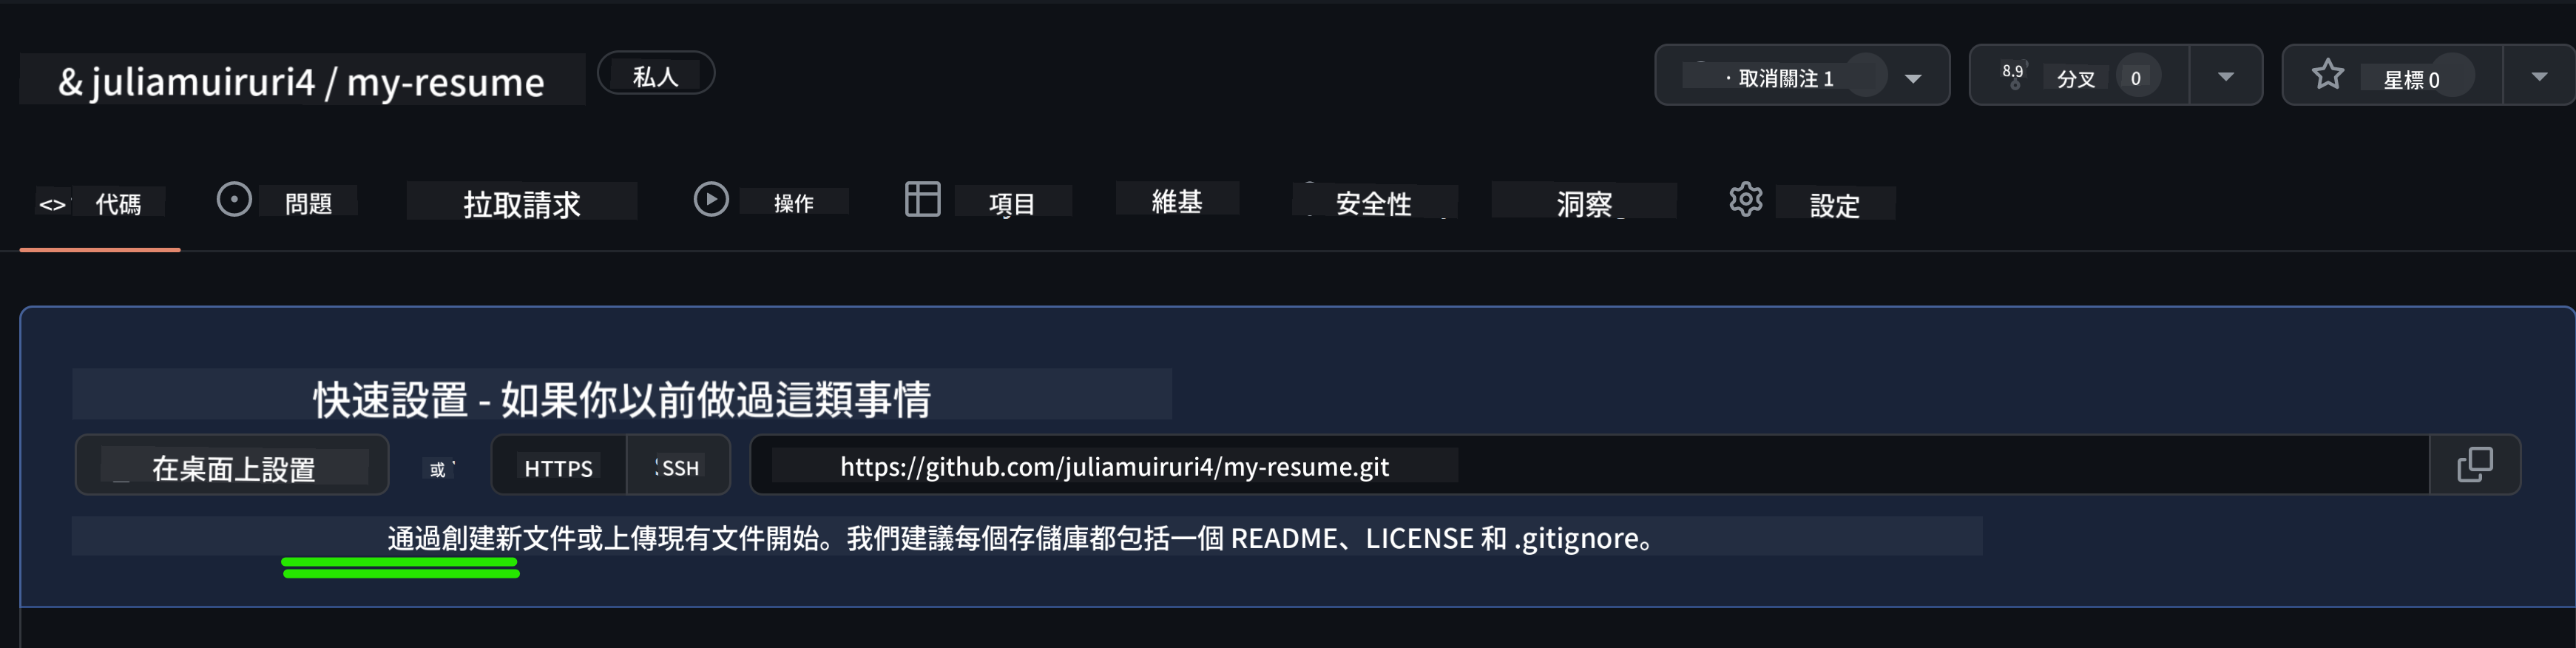 & juliamuiruri4 / my-resume 私人 · 取消關注 1 8.9 分叉 0 星標 0
<> 代碼 問題 拉取請求 操作 項目 維基 安全性 洞察 設定
快速設置 - 如果你以前做過這類事情
在桌面上設置 或 HTTPS SSH https://github.com/juliamuiruri4/my-resume.git
通過創建新文件或上傳現有文件開始。我們建議每個存儲庫都包括一個 README、LICENSE 和 .gitignore。